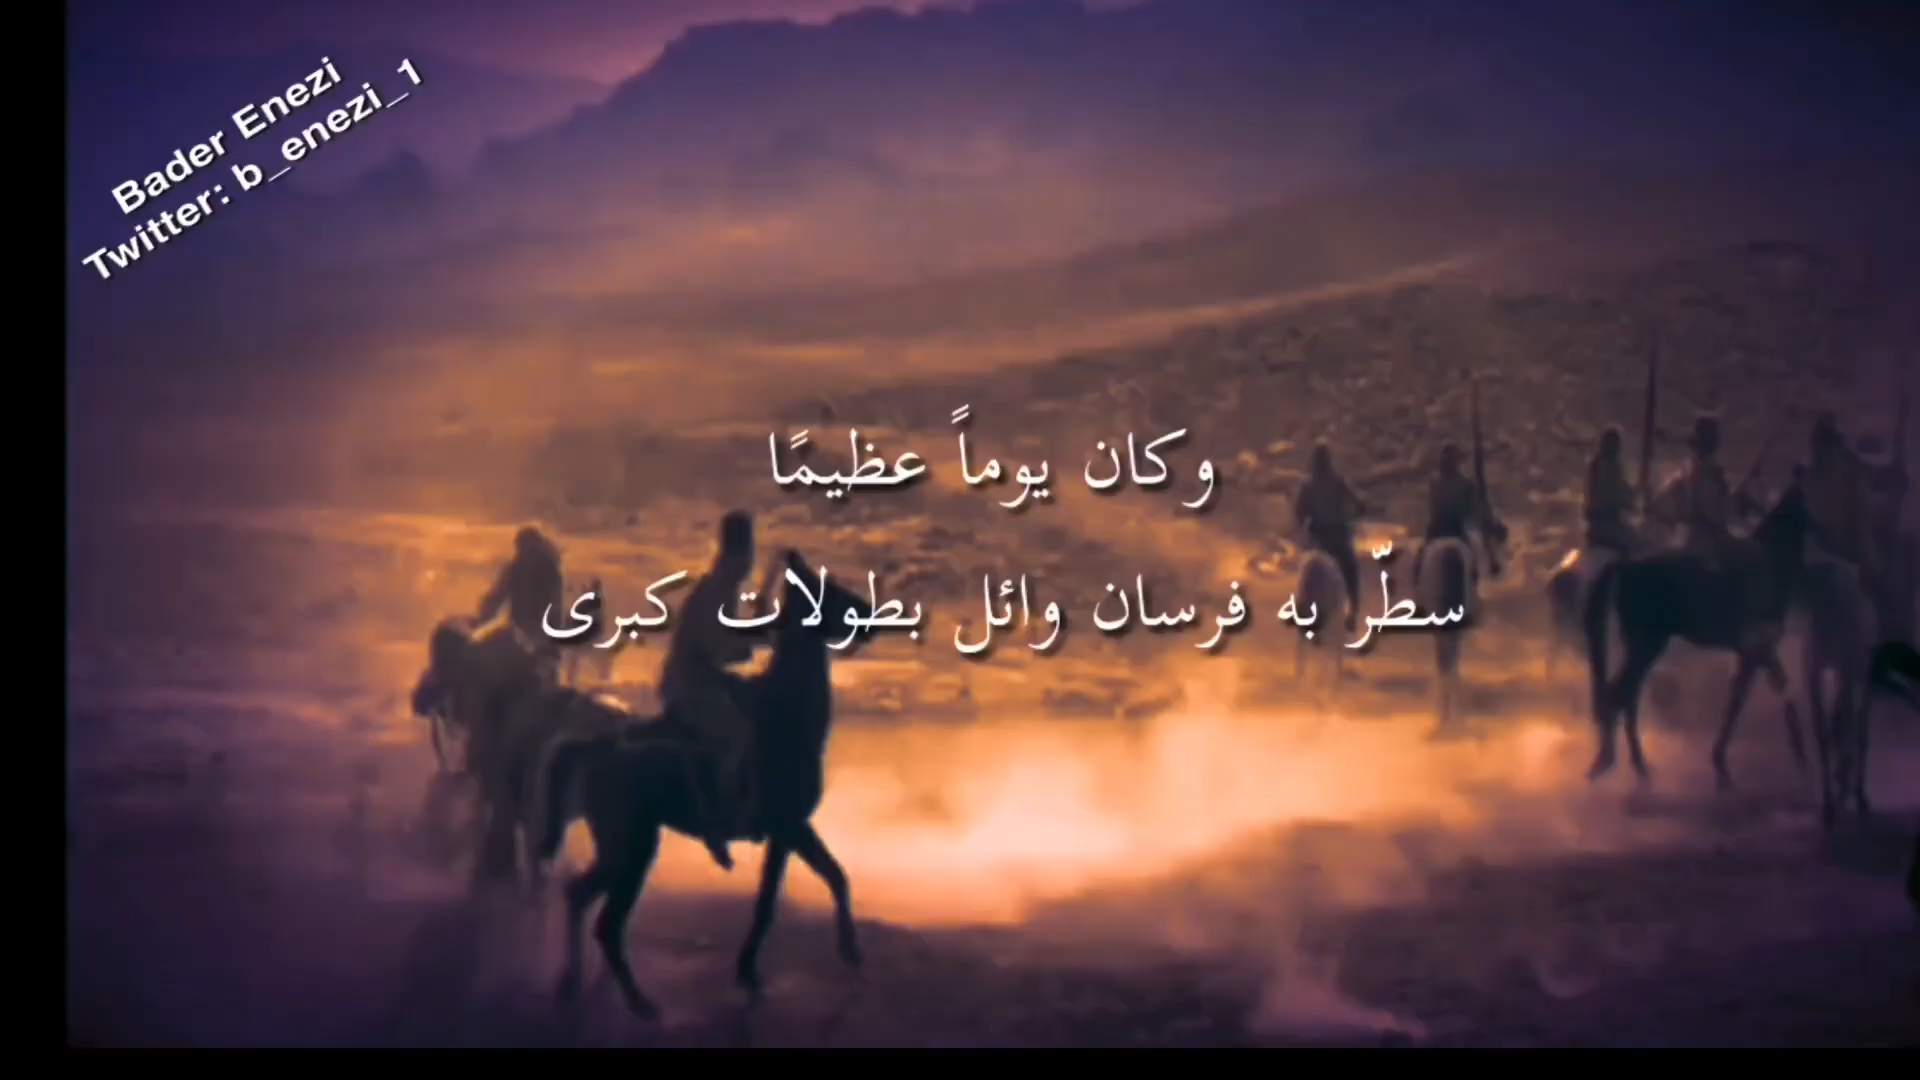 Bader Enezi
Twitter: b_enezi_1
وكان يوماً عظيمًا
سطّر به فرسان وائل بطولات كبرى